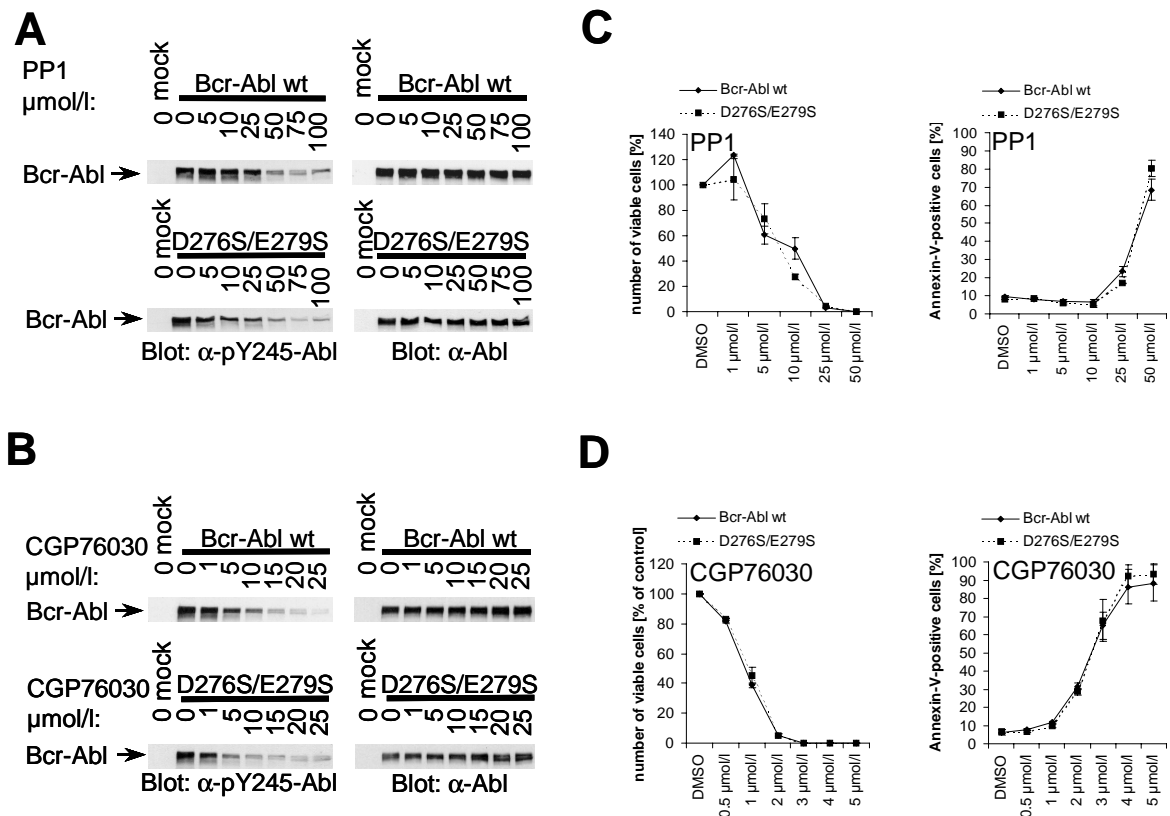 A
PP1
µmol/l:
0 mock
Bcr-Abl wt
0 5 10 25 50 75 100
0 mock
Bcr-Abl wt
0 5 10 25 50 75 100
Bcr-Abl
0 mock
D276S/E279S
0 5 10 25 50 75 100
0 mock
D276S/E279S
0 5 10 25 50 75 100
Bcr-Abl
Blot: α-pY245-Abl
Blot: α-Abl
B
CGP76030
µmol/l:
0 mock
Bcr-Abl wt
0 1 5 10 15 20 25
0 mock
Bcr-Abl wt
0 1 5 10 15 20 25
Bcr-Abl
CGP76030
µmol/l:
0 mock
D276S/E279S
0 1 5 10 15 20 25
0 mock
D276S/E279S
0 1 5 10 15 20 25
Bcr-Abl
Blot: α-pY245-Abl
Blot: α-Abl
C
Bcr-Abl wt
D276S/E279S
PP1
number of viable cells [%]
140
120
100
80
60
40
20
0
DMSO
1 µmol/l
5 µmol/l
10 µmol/l
25 µmol/l
50 µmol/l
Bcr-Abl wt
D276S/E279S
PP1
Annexin-V-positive cells [%]
100
90
80
70
60
50
40
30
20
10
0
DMSO
1 µmol/l
5 µmol/l
10 µmol/l
25 µmol/l
50 µmol/l
D
Bcr-Abl wt
D276S/E279S
CGP76030
number of viable cells [% of control]
120
100
80
60
40
20
0
DMSO
0.5 µmol/l
1 µmol/l
2 µmol/l
3 µmol/l
4 µmol/l
5 µmol/l
Bcr-Abl wt
D276S/E279S
CGP76030
Annexin-V-positive cells [%]
100
90
80
70
60
50
40
30
20
10
0
DMSO
0.5 µmol/l
1 µmol/l
2 µmol/l
3 µmol/l
4 µmol/l
5 µmol/l